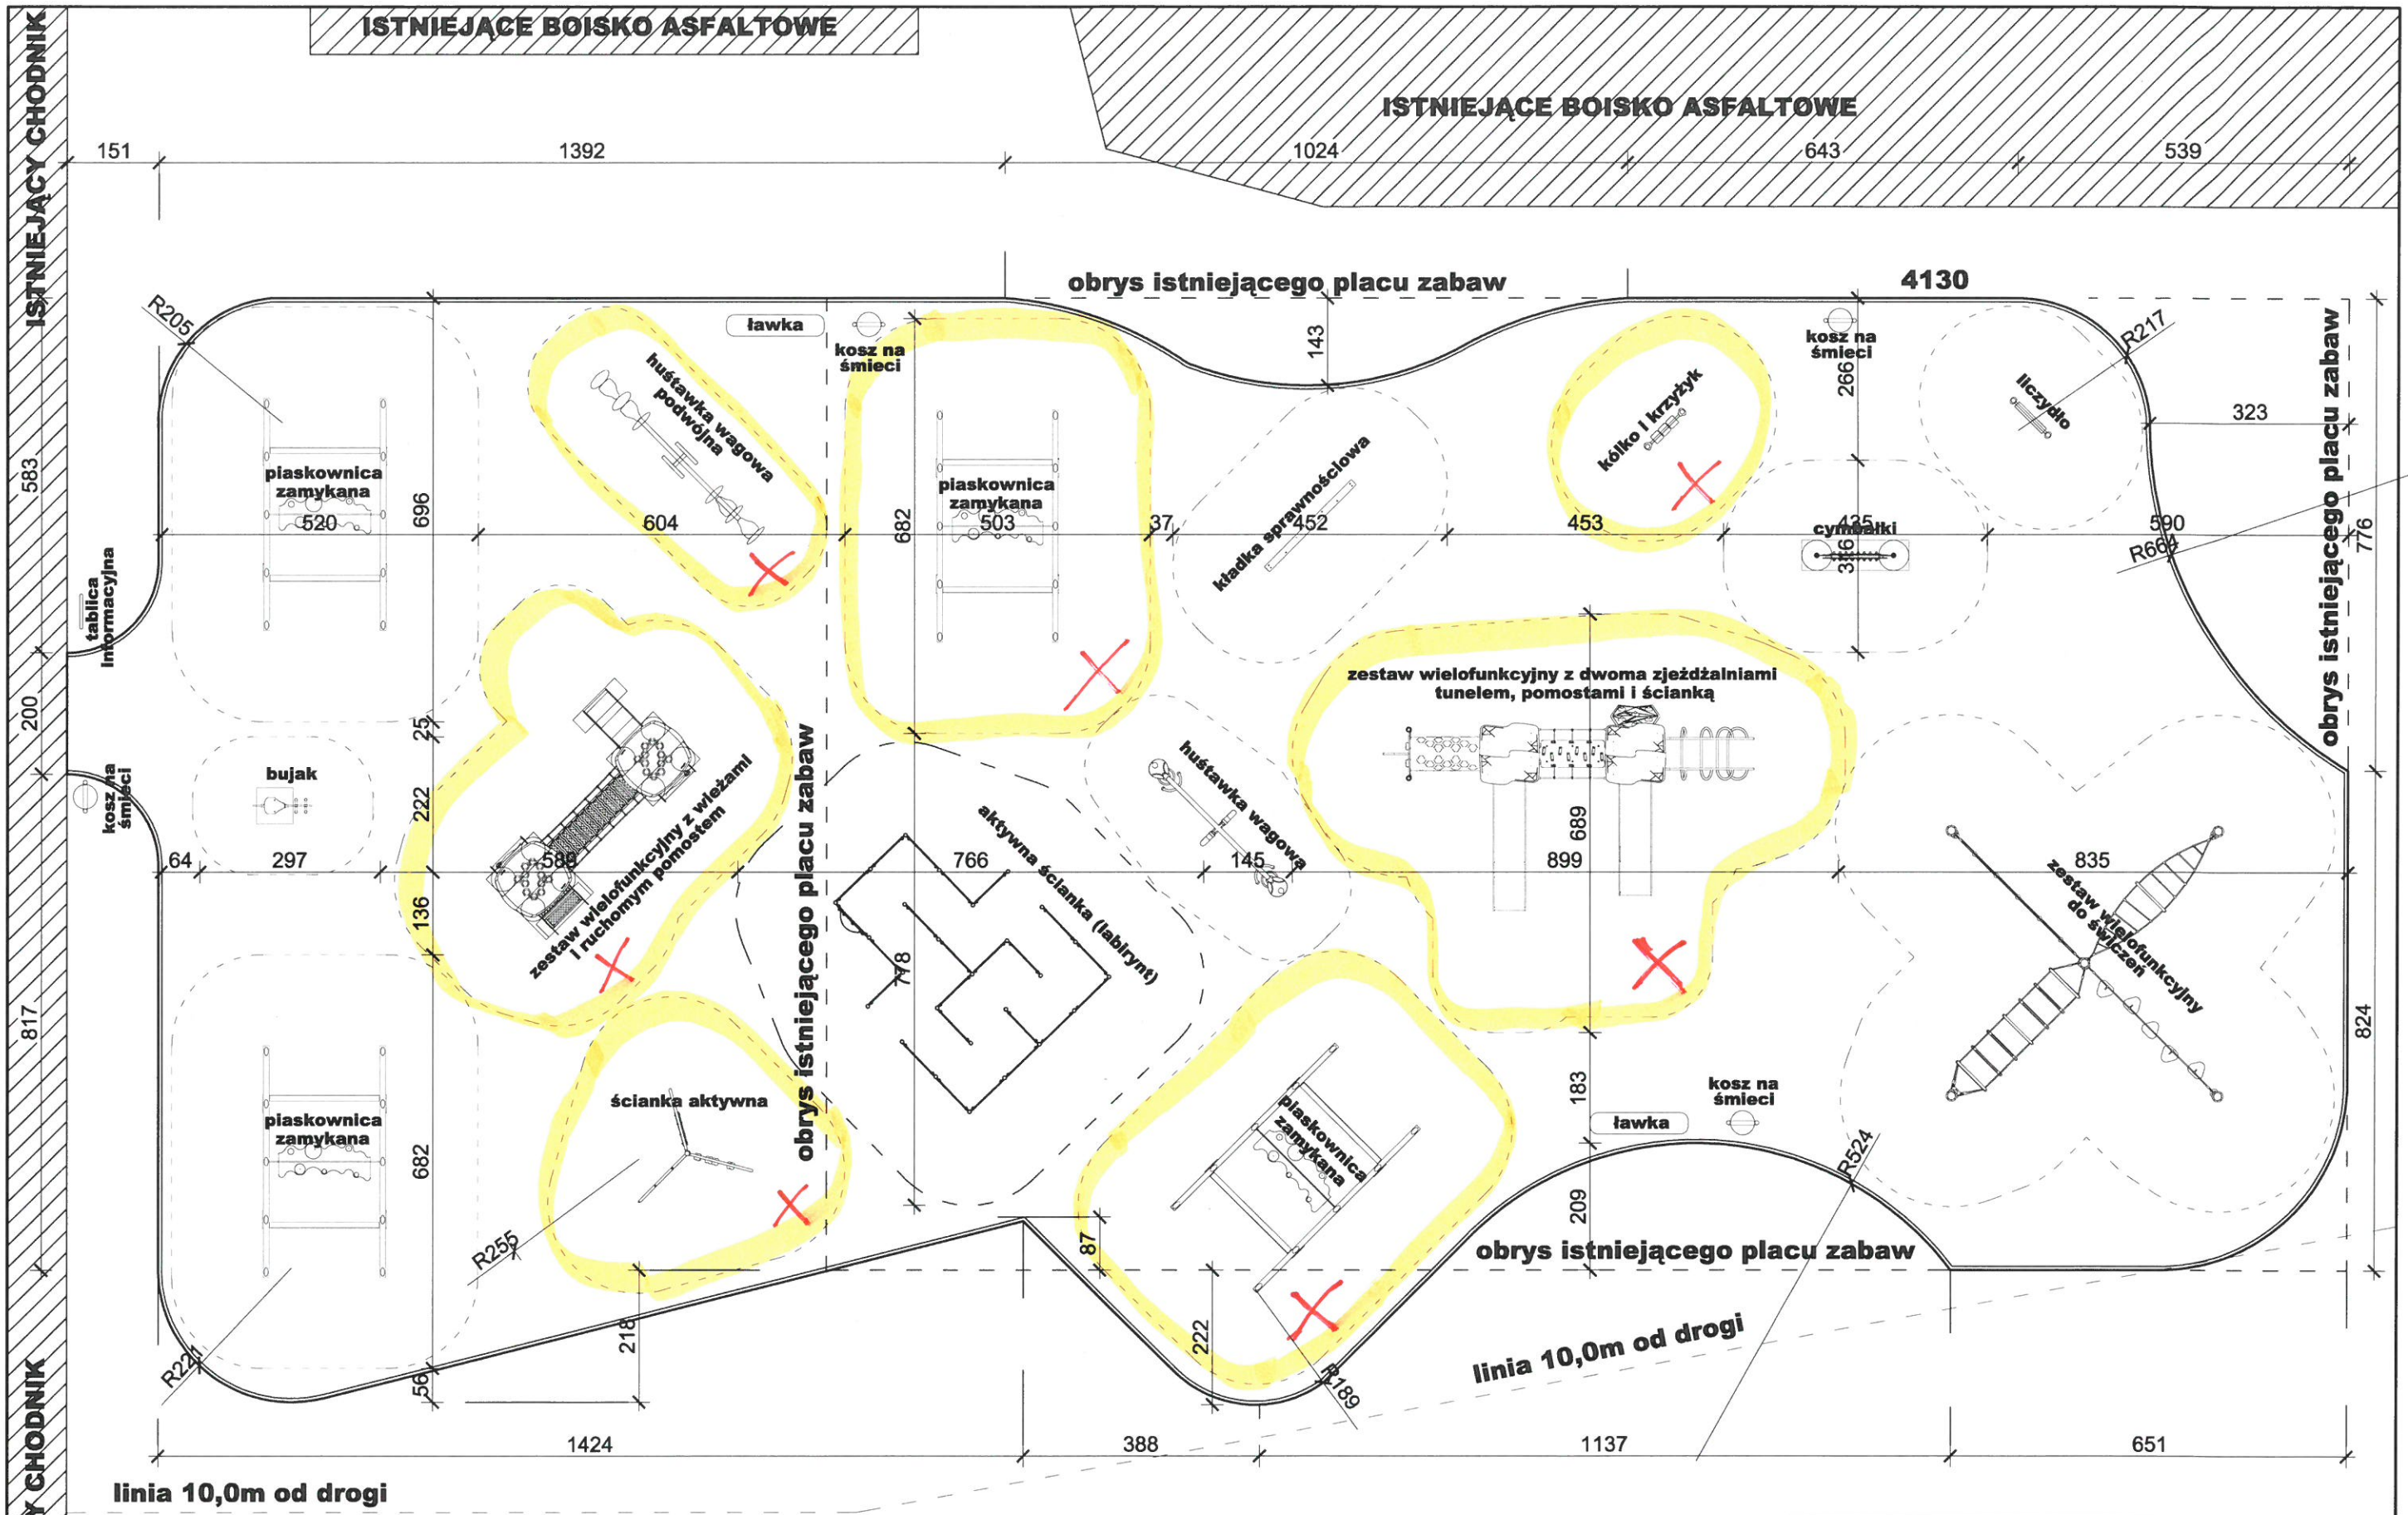 ISTNIEJĄCE BOISKO ASFALTOWE
ISTNIEJĄCY CHODNIK
ISTNIEJĄCE BOISKO ASFALTOWE
151
1392
1024
643
539
obrys istniejącego placu zabaw
4130
R205
ławka
kosz na
śmieci
143
kosz na
śmieci
266
R217
323
huśtawka wagowa
podwójna
kółko i krzyżyk
liczydło
obrys istniejącego placu zabaw
583
piaskownica
zamykana
520
696
604
682
piaskownica
zamykana
503
37
kładka sprawnościowa
452
453
cymbałki
435
386
590
R664
776
tablica
informacyjna
200
25
zestaw wielofunkcyjny z dwoma zjeżdżalniami
tunelem, pomostami i ścianką
bujak
kosz na
śmieci
222
64
297
588
zestaw wielofunkcyjny z wieżami
i ruchomym pomostem
obrys istniejącego placu zabaw
766
aktywna ścianka (labirynt)
huśtawka wagowa
145
689
899
835
zestaw wielofunkcyjny
do ćwiczeń
136
778
817
824
piaskownica
zamykana
682
ścianka aktywna
R255
piaskownica
zamykana
183
ławka
kosz na
śmieci
R524
209
87
obrys istniejącego placu zabaw
218
222
R221
56
R189
linia 10,0m od drogi
1424
388
1137
651
linia 10,0m od drogi
Y CHODNIK